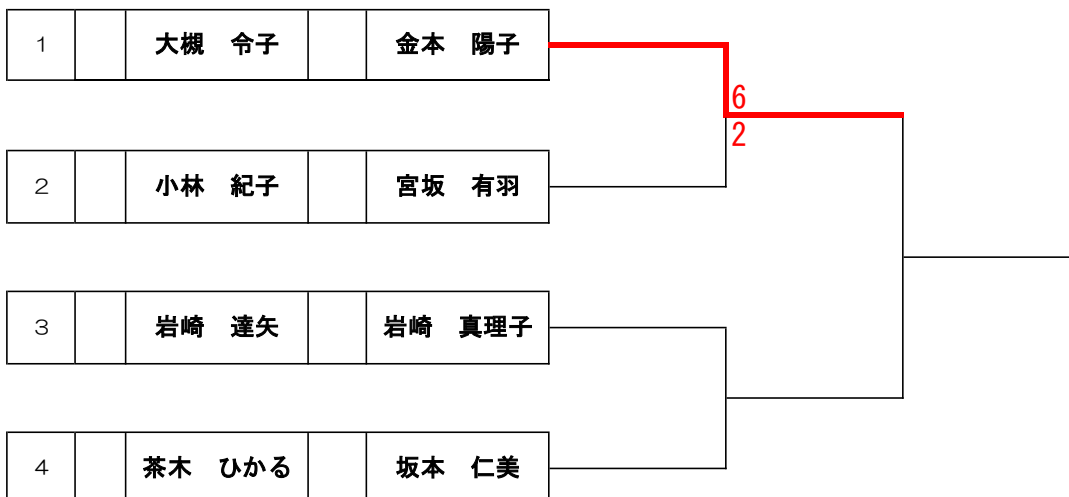 1 大槻　令子 金本　陽子
6
2
2 小林　紀子 宮坂　有羽
3 岩崎　達矢 岩崎　真理子
4 茶木　ひかる 坂本　仁美